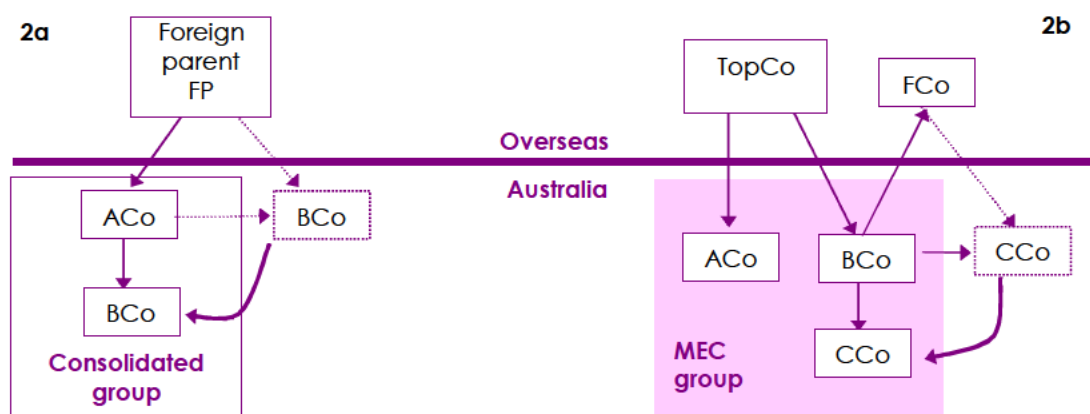 2a
Foreign
parent
FP
ACo
BCo
BCo
Consolidated
group
Overseas
Australia
2b
TopCo
FCo
ACo
BCo
CCo
CCo
MEC
group